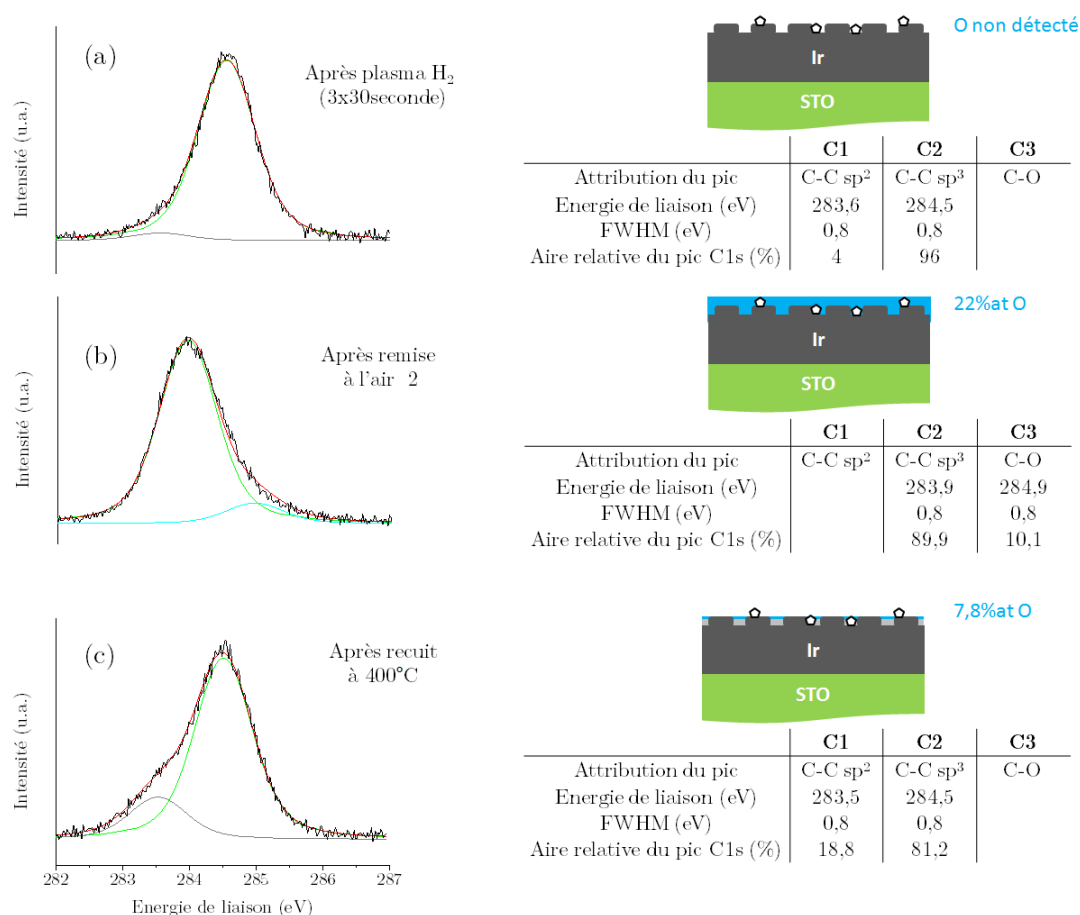 (a)
Après plasma H₂
(3x30seconde)
Intensité (u.a.)
O non détecté
Ir
STO
C1 C2 C3
Attribution du pic C-C sp² C-C sp³ C-O
Energie de liaison (eV) 283,6 284,5
FWHM (eV) 0,8 0,8
Aire relative du pic C1s (%) 4 96
(b)
Après remise
à l'air 2
Intensité (u.a.)
22%at O
Ir
STO
C1 C2 C3
Attribution du pic C-C sp² C-C sp³ C-O
Energie de liaison (eV) 283,9 284,9
FWHM (eV) 0,8 0,8
Aire relative du pic C1s (%) 89,9 10,1
(c)
Après recuit
à 400°C
Intensité (u.a.)
282 283 284 285 286 287
Energie de liaison (eV)
7,8%at O
Ir
STO
C1 C2 C3
Attribution du pic C-C sp² C-C sp³ C-O
Energie de liaison (eV) 283,5 284,5
FWHM (eV) 0,8 0,8
Aire relative du pic C1s (%) 18,8 81,2